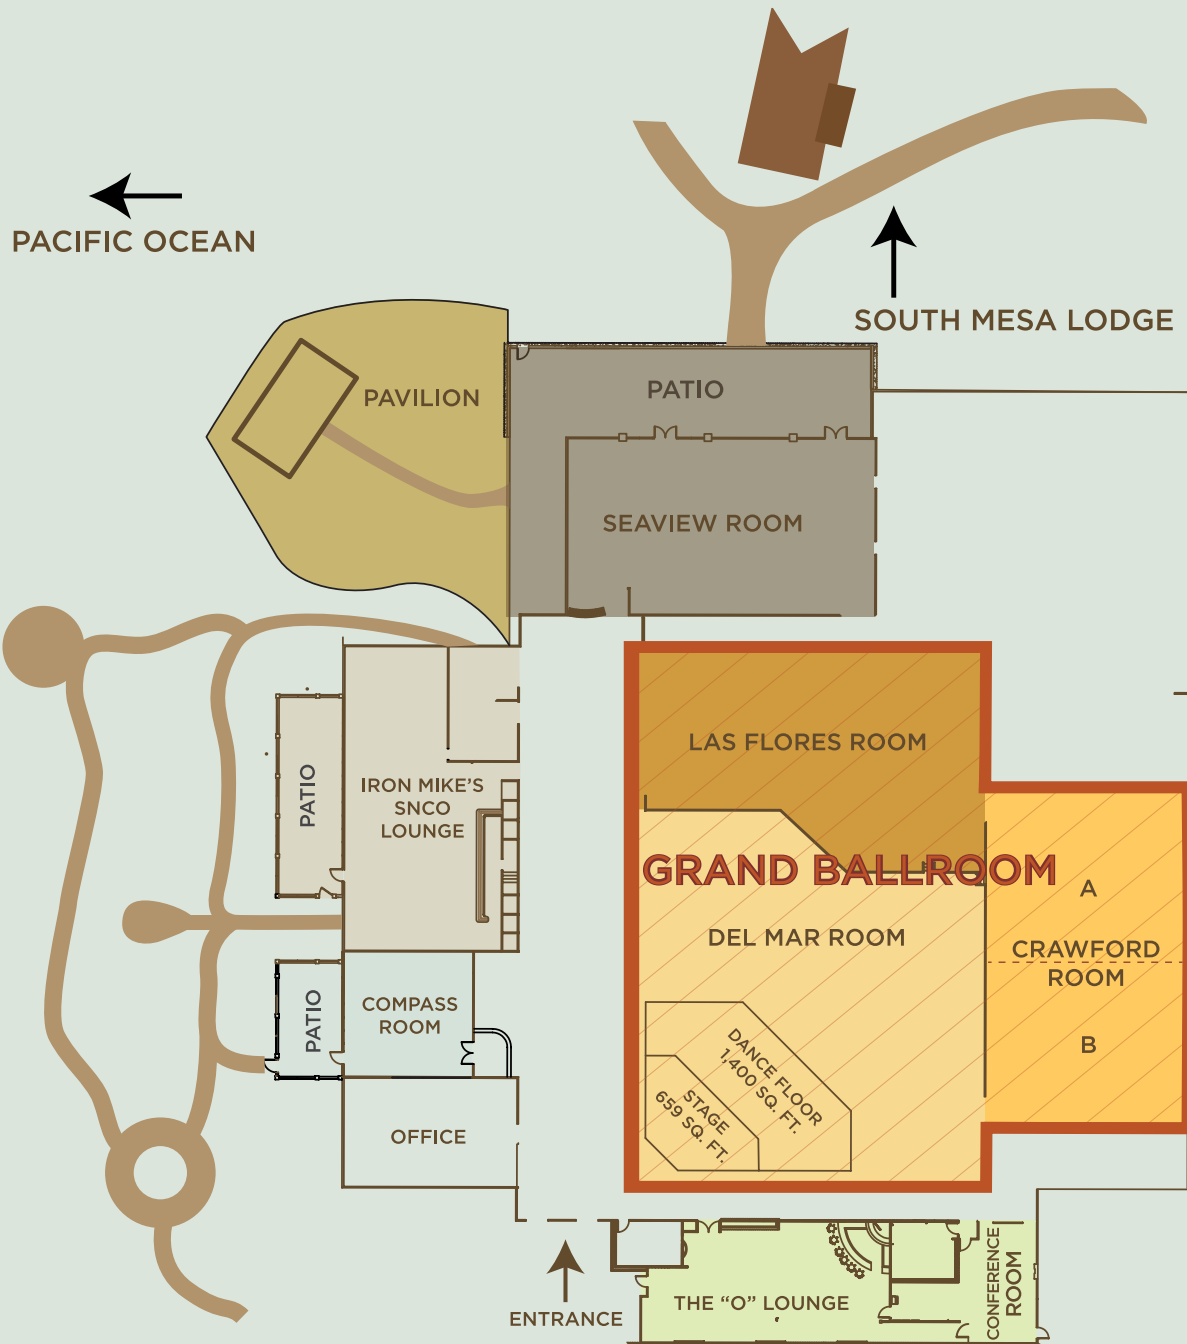 PACIFIC OCEAN
SOUTH MESA LODGE
PAVILION
PATIO
SEAVIEW ROOM
LAS FLORES ROOM
PATIO
IRON MIKE'S
SNCO
LOUNGE
GRAND BALLROOM
A
DEL MAR ROOM
CRAWFORD
ROOM
B
PATIO
COMPASS
ROOM
DANCE FLOOR
1,400 SQ. FT.
STAGE
659 SQ. FT.
OFFICE
ENTRANCE
THE “O” LOUNGE
CONFERENCE
ROOM